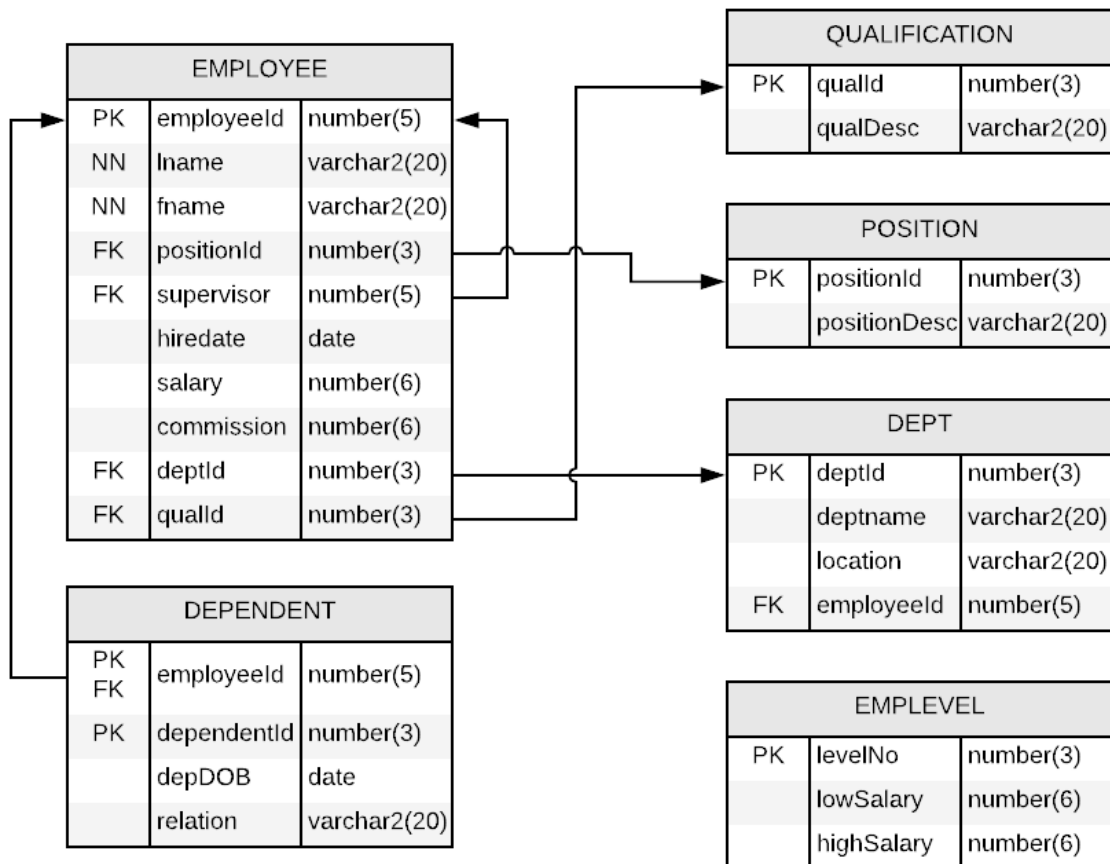 EMPLOYEE
PK employeeId number(5)
NN lname varchar2(20)
NN fname varchar2(20)
FK positionId number(3)
FK supervisor number(5)
hiredate date
salary number(6)
commission number(6)
FK deptId number(3)
FK qualId number(3)
DEPENDENT
PK
FK employeeId number(5)
PK dependentId number(3)
depDOB date
relation varchar2(20)
QUALIFICATION
PK qualId number(3)
qualDesc varchar2(20)
POSITION
PK positionId number(3)
positionDesc varchar2(20)
DEPT
PK deptId number(3)
deptname varchar2(20)
location varchar2(20)
FK employeeId number(5)
EMPLEVEL
PK levelNo number(3)
lowSalary number(6)
highSalary number(6)